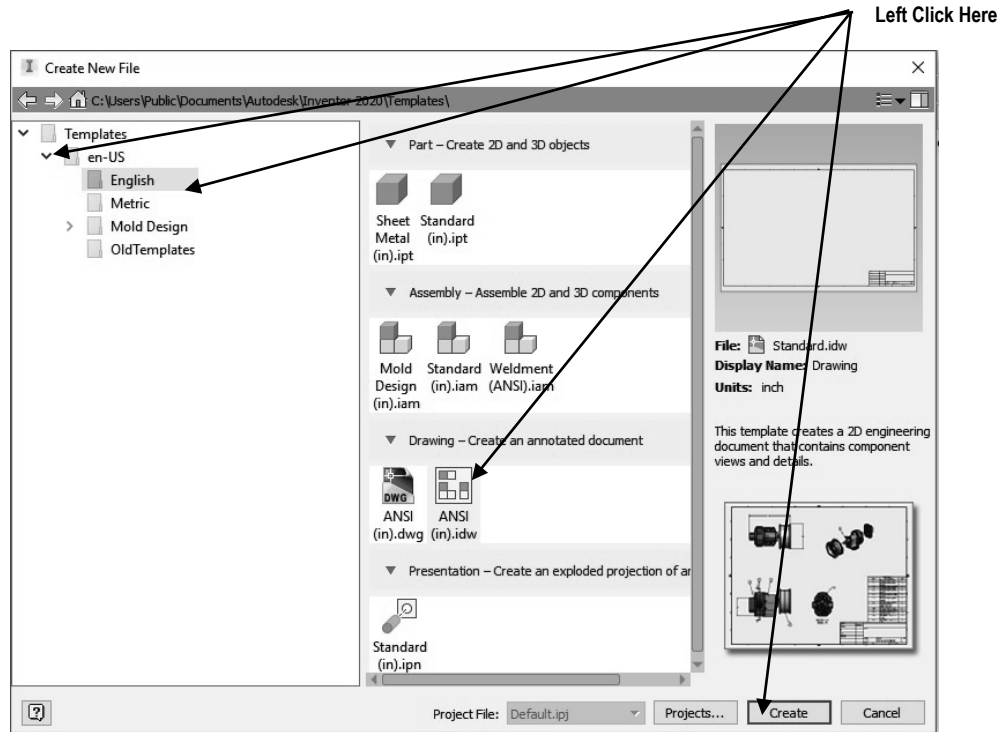 Left Click Here
Create New File
C:\Users\Public\Documents\Autodesk\Inventor 2020\Templates\
Templates
en-US
English
Metric
Mold Design
OldTemplates
Part – Create 2D and 3D objects
Sheet Metal (in).ipt
Standard (in).ipt
Assembly – Assemble 2D and 3D components
Mold Design (in).iam
Standard (in).iam
Weldment (ANSI).iam
Drawing – Create an annotated document
DWG
ANSI (in).dwg
ANSI (in).idw
Presentation – Create an exploded projection of an
Standard (in).ipn
File: Standard.idw
Display Name: Drawing
Units: inch
This template creates a 2D engineering
document that contains component
views and details.
Project File: Default.ipj
Projects...
Create
Cancel